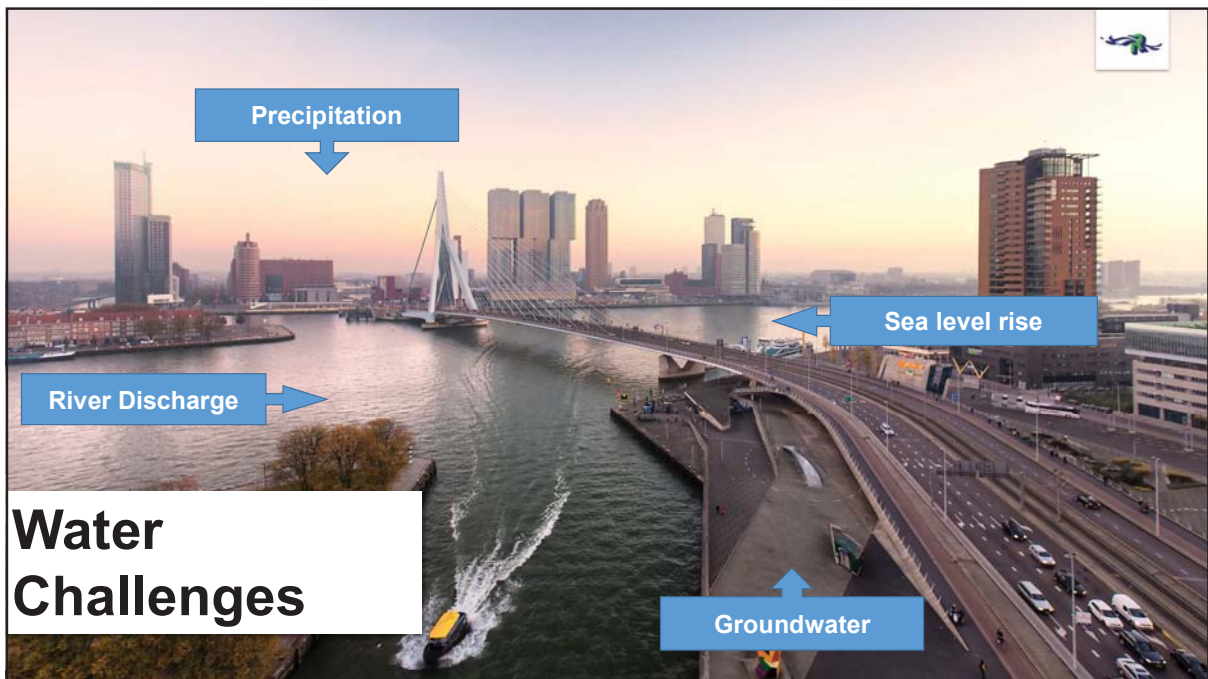 Precipitation
Sea level rise
River Discharge
Water
Challenges
Groundwater